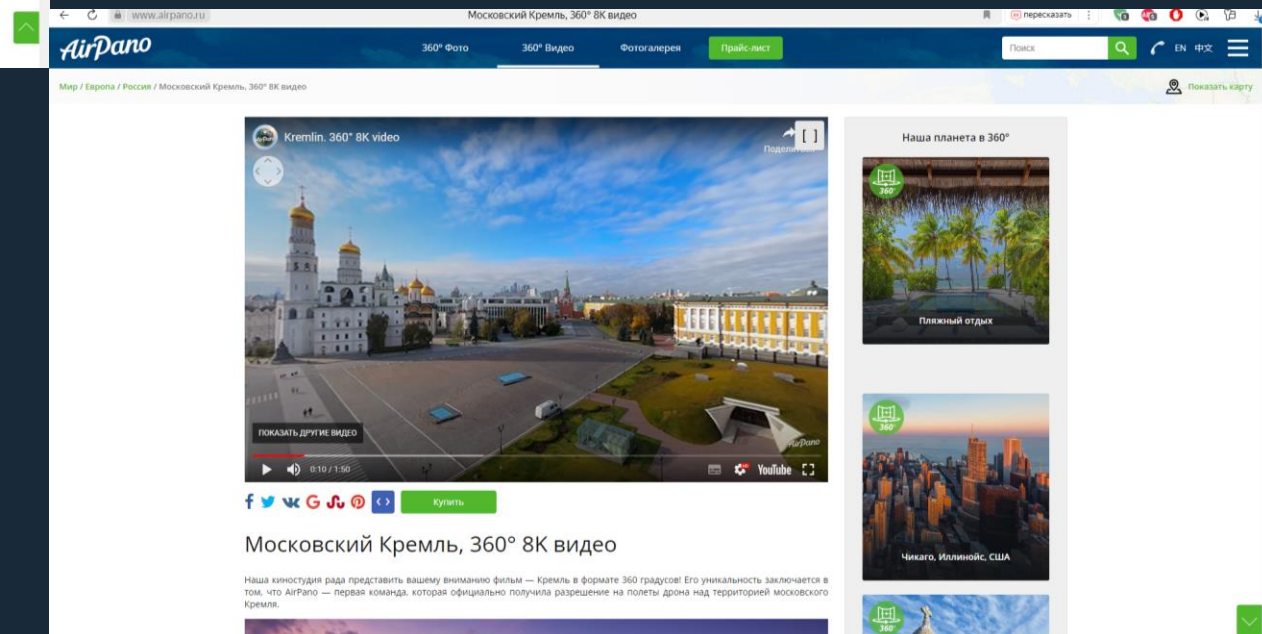 www.airpano.ru
Московский Кремль, 360° 8K видео
пересказать
AirPano
360° Фото
360° Видео
Фотогалерея
Прайс-лист
Поиск
EN
中文
Мир / Европа / Россия / Московский Кремль, 360° 8K видео
Показать карту
Kremlin. 360° 8K video
ПОКАЗАТЬ ДРУГИЕ ВИДЕО
AirPano
0:10 / 1:50
YouTube
Купить
Московский Кремль, 360° 8K видео
Наша киностудия рада представить вашему вниманию фильм — Кремль в формате 360 градусов! Его уникальность заключается в
том, что AirPano — первая команда, которая официально получила разрешение на полеты дрона над территорией московского
Кремля.
Наша планета в 360°
360°
Пляжный отдых
360°
Чикаго, Иллинойс, США
360°